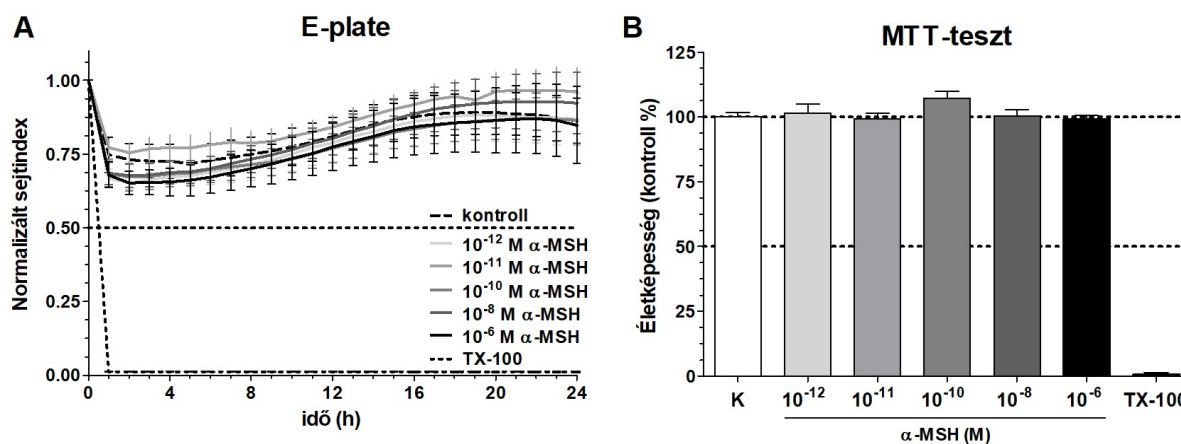 A
E-plate
Normalizált sejtindex
1.00
0.75
0.50
0.25
0.00
0
4
8
12
16
20
24
idő (h)
kontroll
10⁻¹² M α-MSH
10⁻¹¹ M α-MSH
10⁻¹⁰ M α-MSH
10⁻⁸ M α-MSH
10⁻⁶ M α-MSH
TX-100
B
MTT-teszt
Életképesség (kontroll %)
125
100
75
50
25
0
K
10⁻¹²
10⁻¹¹
10⁻¹⁰
10⁻⁸
10⁻⁶
TX-100
α-MSH (M)